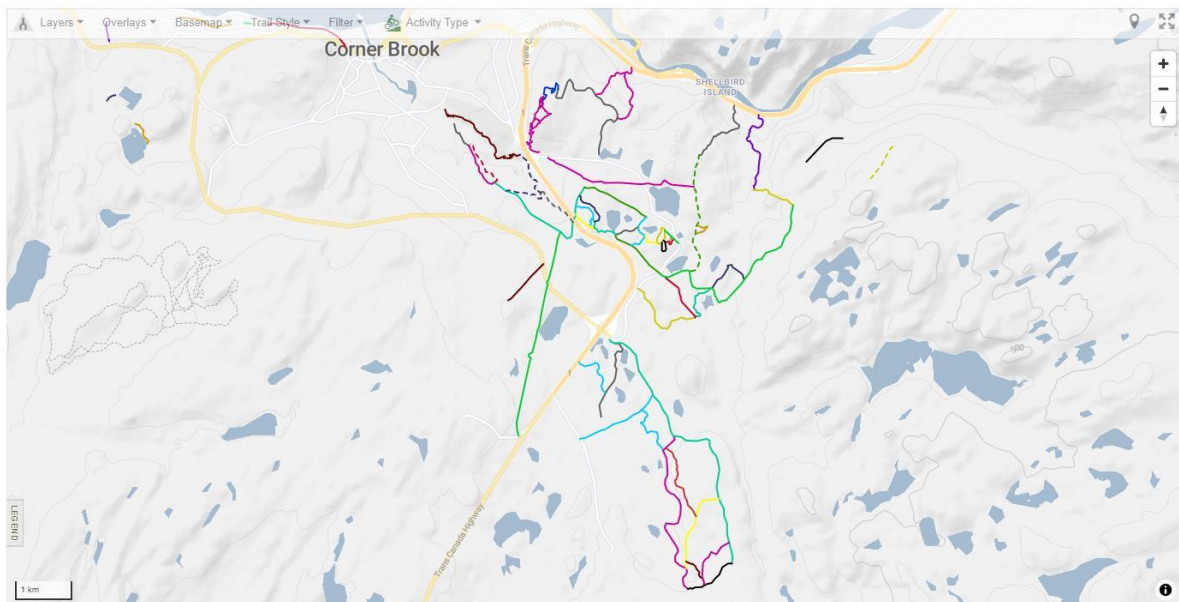 Layers
Overlays
Basemap
Trail Style
Filter
Activity Type
Corner Brook
Trans Canada Highway
SHELLBIRD
ISLAND
500
Trans Canada Highway
LEGEND
1 km